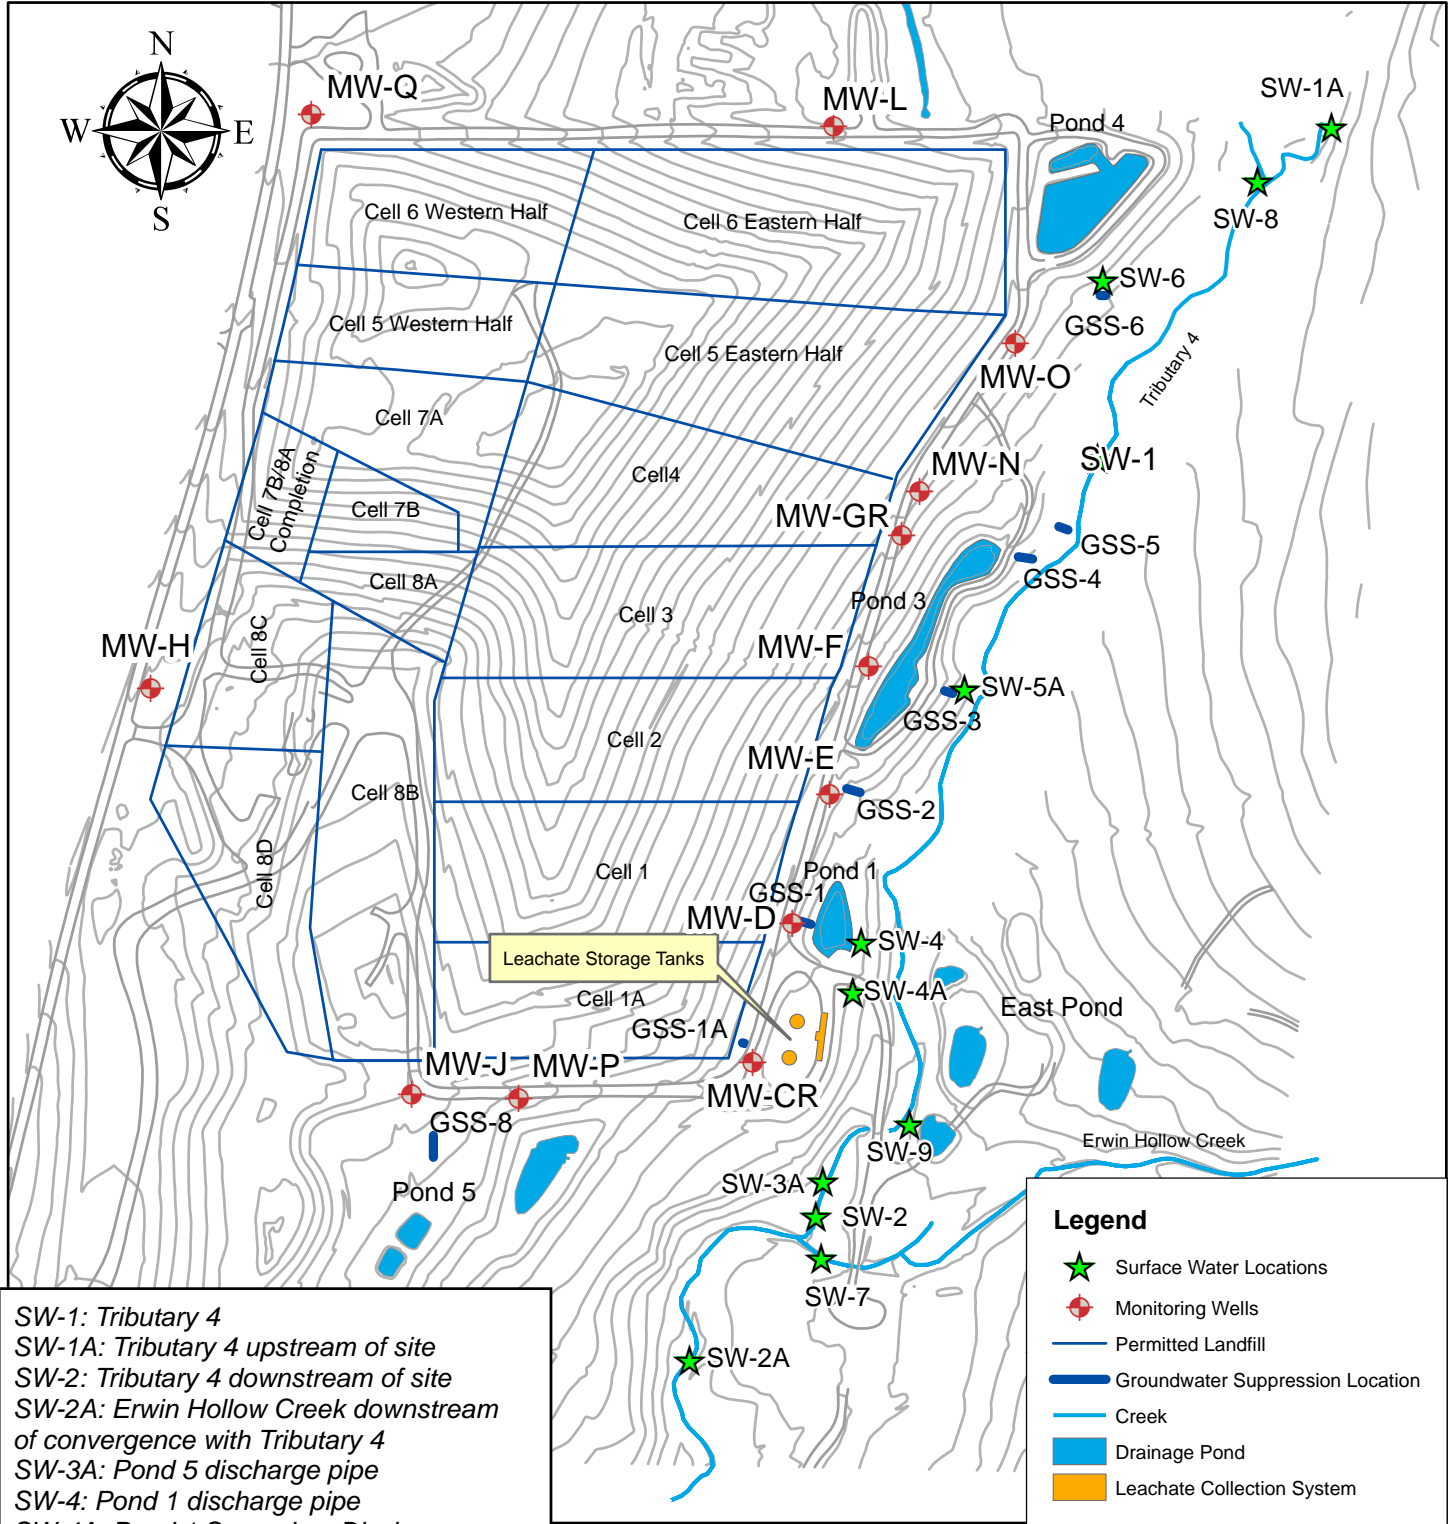 N
W
E
S
MW-Q
MW-L
Pond 4
SW-1A
SW-8
Cell 6 Western Half
Cell 6 Eastern Half
SW-6
GSS-6
Cell 5 Western Half
Cell 5 Eastern Half
MW-O
Tributary 4
Cell 7A
Cell 7B/8A
Completion
Cell4
MW-N
SW-1
Cell 7B
MW-GR
GSS-5
GSS-4
Cell 8A
Pond 3
Cell 3
MW-H
Cell 8C
MW-F
SW-5A
GSS-3
Cell 2
MW-E
Cell 8B
GSS-2
Cell 8D
Cell 1
Pond 1
GSS-1
MW-D
SW-4
Leachate Storage Tanks
SW-4A
Cell 1A
East Pond
GSS-1A
MW-J
MW-P
MW-CR
GSS-8
SW-9
Erwin Hollow Creek
Pond 5
SW-3A
SW-2
SW-7
SW-2A
Legend
Surface Water Locations
Monitoring Wells
Permitted Landfill
Groundwater Suppression Location
Creek
Drainage Pond
Leachate Collection System
SW-1: Tributary 4
SW-1A: Tributary 4 upstream of site
SW-2: Tributary 4 downstream of site
SW-2A: Erwin Hollow Creek downstream
of convergence with Tributary 4
SW-3A: Pond 5 discharge pipe
SW-4: Pond 1 discharge pipe